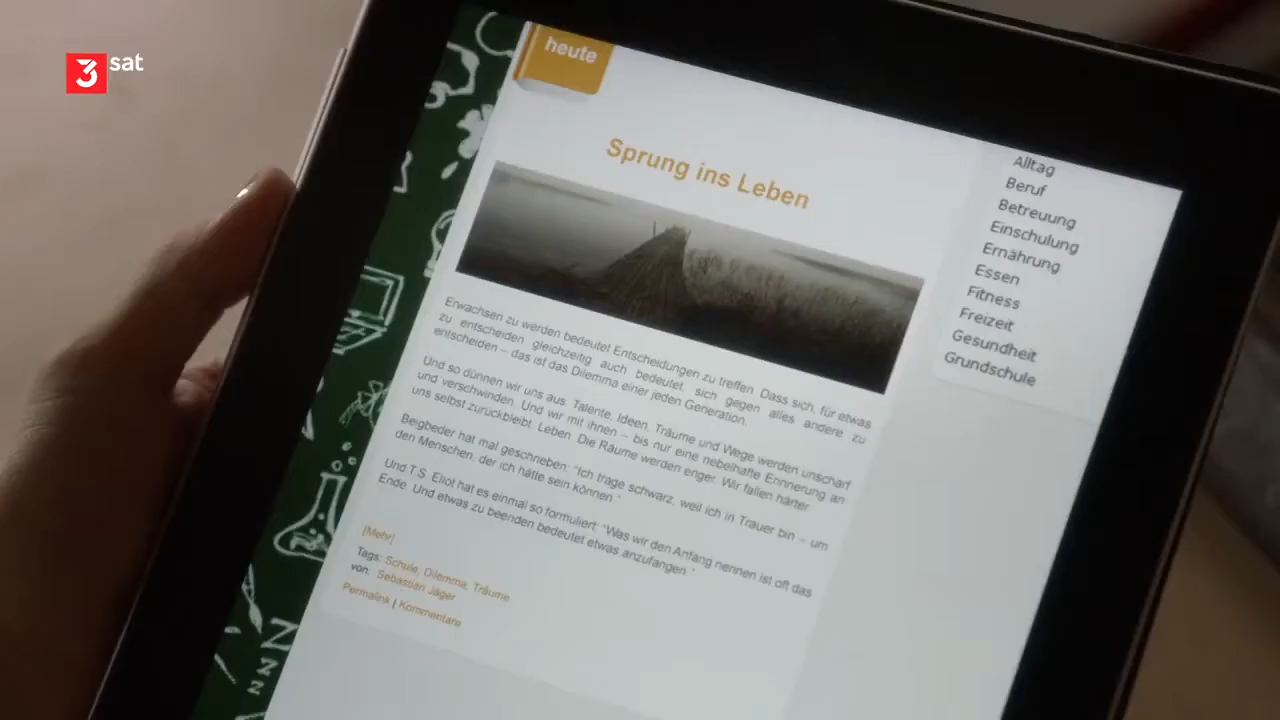 3sat
heute
Sprung ins Leben
Erwachsen zu werden bedeutet Entscheidungen zu treffen. Dass sich, für etwas
zu entscheiden gleichzeitig auch bedeutet, sich gegen alles andere zu
entscheiden – das ist das Dilemma einer jeden Generation.
Und so dünnen wir uns aus. Talente, Ideen, Träume und Wege werden unscharf
und verschwinden. Und wir mit ihnen – bis nur eine nebelhafte Erinnerung an
uns selbst zurückbleibt. Leben. Die Räume werden enger. Wir fallen härter
Beigbeder hat mal geschrieben: "Ich trage schwarz, weil ich in Trauer bin – um
den Menschen, der ich hätte sein können."
Und T.S. Eliot hat es einmal so formuliert: "Was wir den Anfang nennen ist oft das
Ende. Und etwas zu beenden bedeutet etwas anzufangen."
[Mehr]
Tags: Schule, Dilemma, Träume
von: Sebastian Jäger
Permalink | Kommentare
Alltag
Beruf
Betreuung
Einschulung
Ernährung
Essen
Fitness
Freizeit
Gesundheit
Grundschule